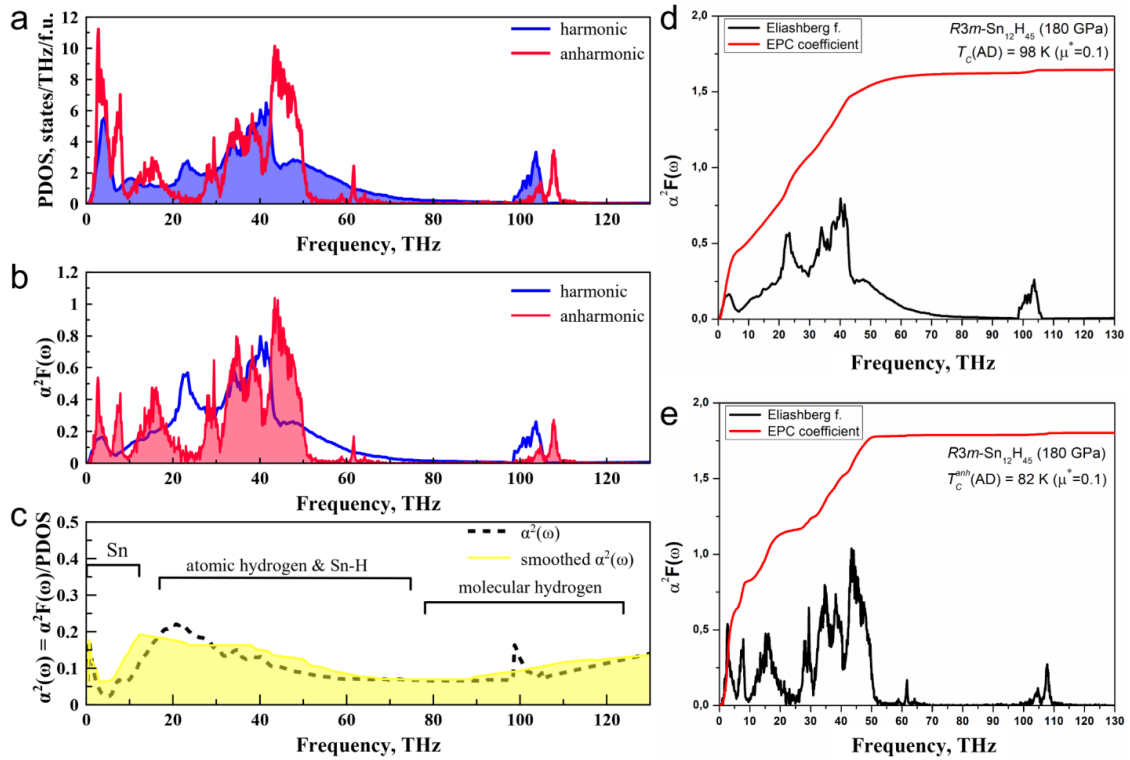 a
PDOS, states/THz/f.u.
12
10
8
6
4
2
0
harmonic
anharmonic
0 20 40 60 80 100 120
Frequency, THz
b
α²F(ω)
1.2
1
0.8
0.6
0.4
0.2
0
harmonic
anharmonic
0 20 40 60 80 100 120
Frequency, THz
c
α²(ω) = α²F(ω)/PDOS
0.5
0.4
0.3
0.2
0.1
0
Sn
atomic hydrogen & Sn-H
molecular hydrogen
α²(ω)
smoothed α²(ω)
0 20 40 60 80 100 120
Frequency, THz
d
α²F(ω)
2,0
1,5
1,0
0,5
0,0
Eliashberg f.
EPC coefficient
R3m-Sn₁₂H₄₅ (180 GPa)
T_C(AD) = 98 K (μ*=0.1)
0 10 20 30 40 50 60 70 80 90 100 110 120 130
Frequency, THz
e
α²F(ω)
2,0
1,5
1,0
0,5
0,0
Eliashberg f.
EPC coefficient
R3m-Sn₁₂H₄₅ (180 GPa)
T_C^anh(AD) = 82 K (μ*=0.1)
0 10 20 30 40 50 60 70 80 90 100 110 120 130
Frequency, THz